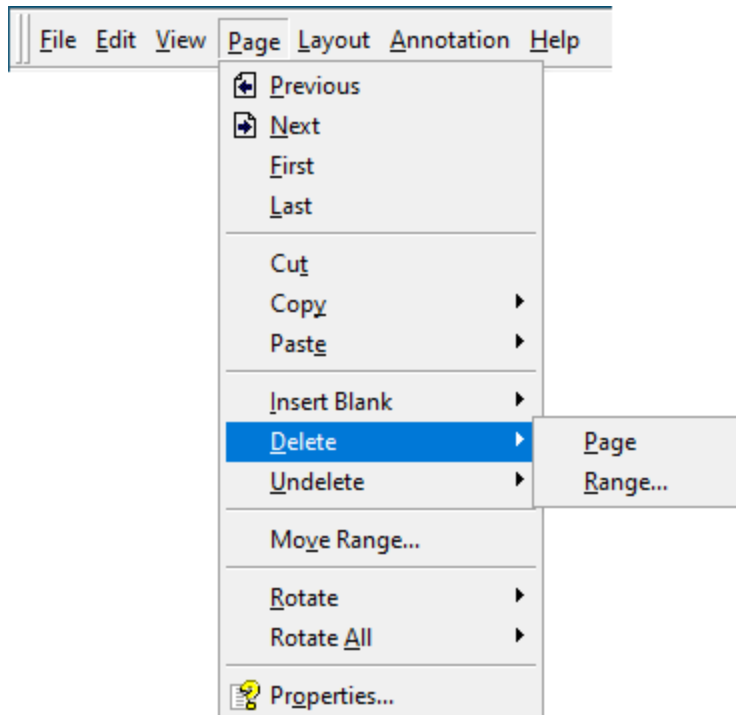 File Edit View Page Layout Annotation Help
Previous
Next
First
Last
Cut
Copy
Paste
Insert Blank
Delete
Page
Undelete
Range...
Move Range...
Rotate
Rotate All
Properties...